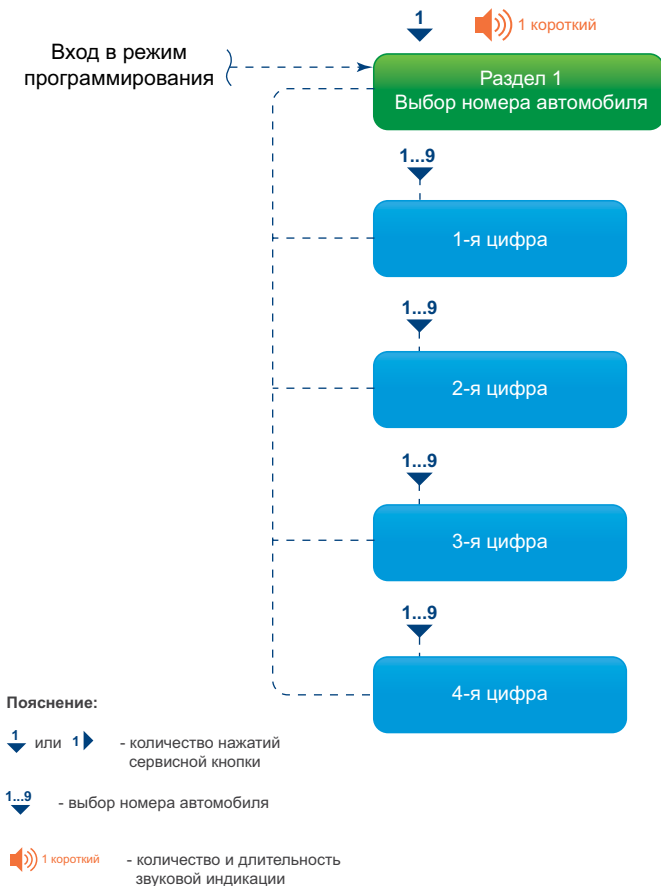 1
1 короткий
Вход в режим
программирования
Раздел 1
Выбор номера автомобиля
1...9
1-я цифра
1...9
2-я цифра
1...9
3-я цифра
1...9
4-я цифра
Пояснение:
1 или 1 - количество нажатий
сервисной кнопки
1...9 - выбор номера автомобиля
1 короткий - количество и длительность
звуковой индикации